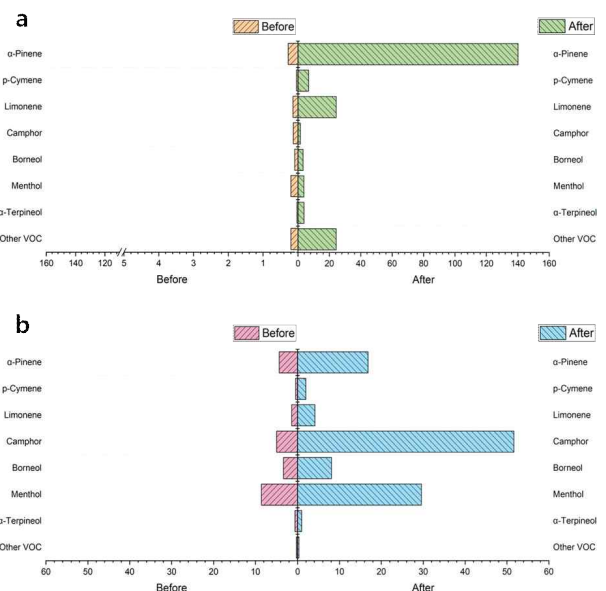 a
Before After
α-Pinene α-Pinene
p-Cymene p-Cymene
Limonene Limonene
Camphor Camphor
Borneol Borneol
Menthol Menthol
α-Terpineol α-Terpineol
Other VOC Other VOC
160 140 120 5 4 3 2 1 0 20 40 60 80 100 120 140 160
Before After
b
Before After
α-Pinene α-Pinene
p-Cymene p-Cymene
Limonene Limonene
Camphor Camphor
Borneol Borneol
Menthol Menthol
α-Terpineol α-Terpineol
Other VOC Other VOC
60 50 40 30 20 10 0 10 20 30 40 50 60
Before After